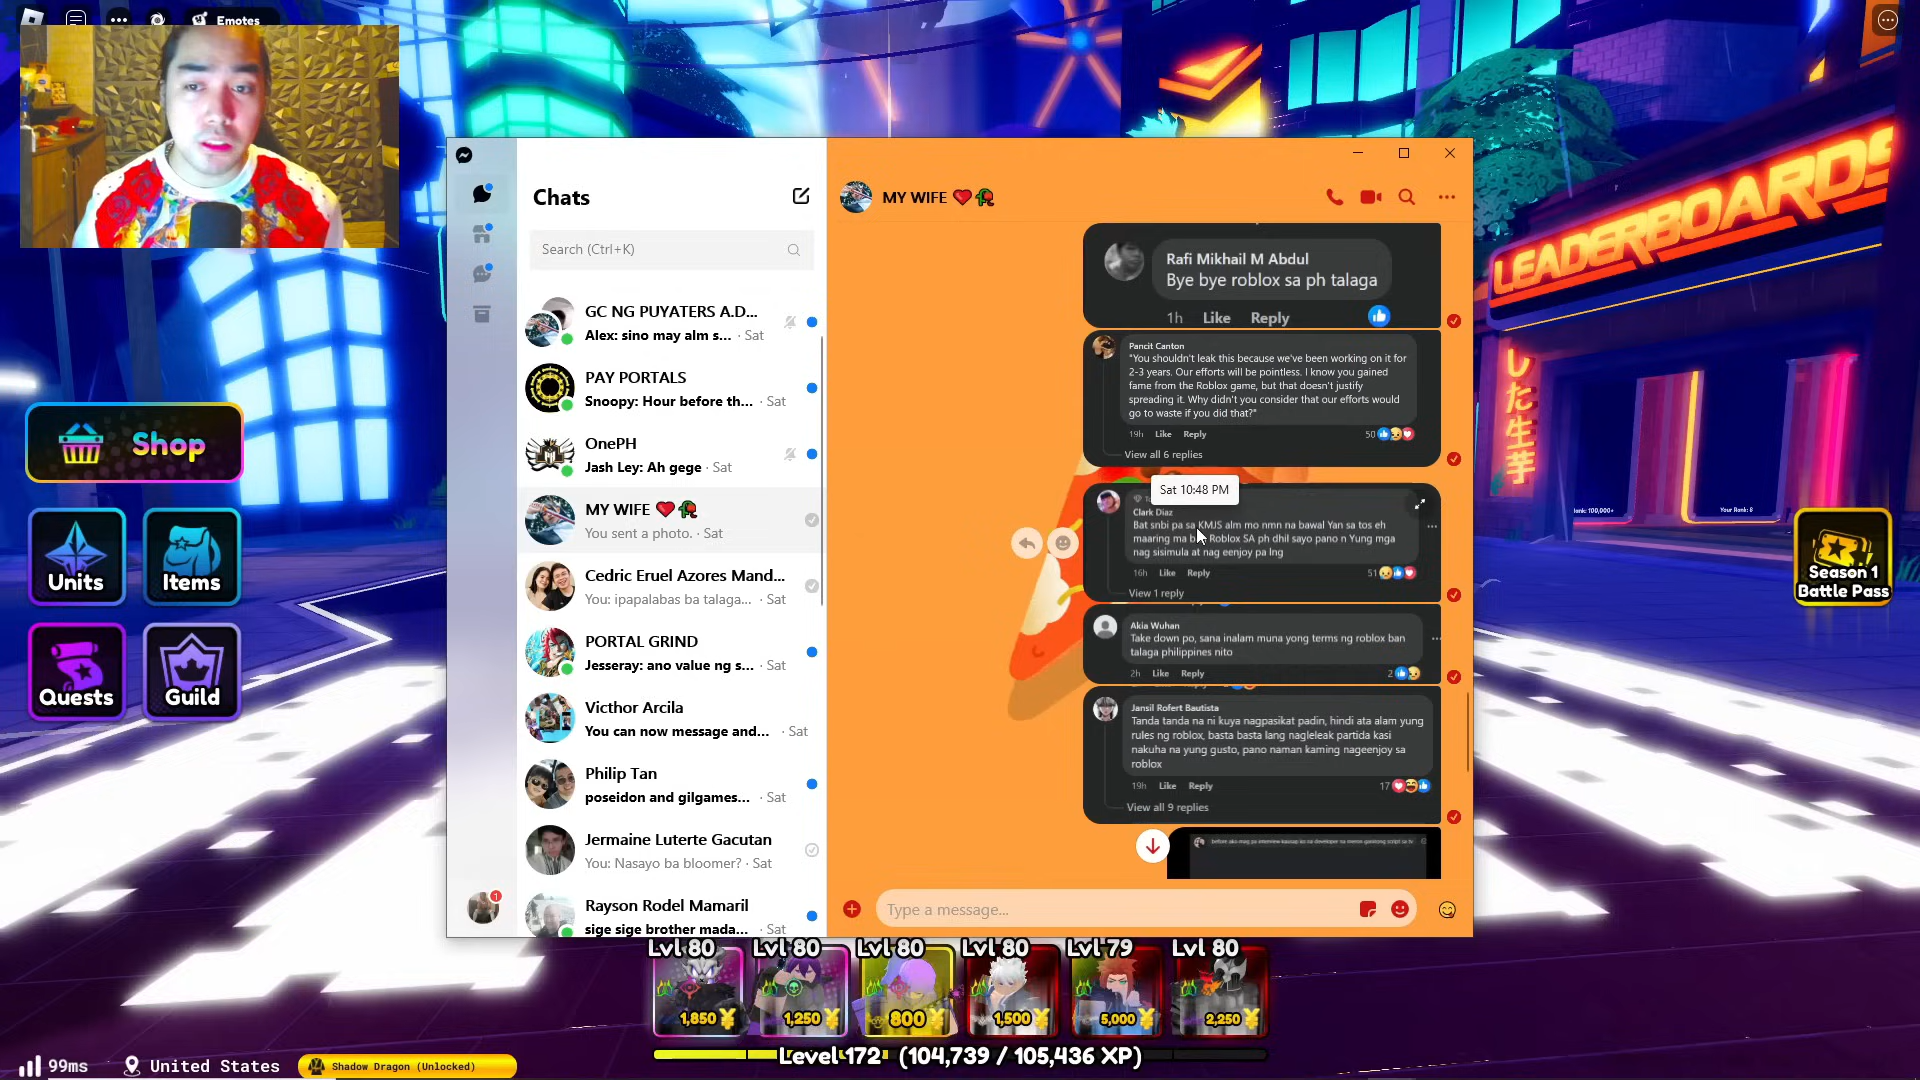 Emotes
Shop
Units
Items
Quests
Guild
99ms
United States
Shadow Dragon (Unlocked)
Chats
Search (Ctrl+K)
GC NG PUYATERS A.D...
Alex: sino may alm s... · Sat
PAY PORTALS
Snoopy: Hour before th... · Sat
OnePH
Jash Ley: Ah gege · Sat
MY WIFE ❤️🥀
You sent a photo. · Sat
Cedric Eruel Azores Mand...
You: ipapalabas ba talaga... · Sat
PORTAL GRIND
Jesseray: ano value ng s... · Sat
Victhor Arcila
You can now message and... · Sat
Philip Tan
poseidon and gilgames... · Sat
Jermaine Luterte Gacutan
You: Nasayo ba bloomer? · Sat
Rayson Rodel Mamaril
sige sige brother mada... · Sat
1
MY WIFE ❤️🥀
Rafi Mikhail M Abdul
Bye bye roblox sa ph talaga
1h Like Reply
Pancit Canton
"You shouldn't leak this because we've been working on it for
2-3 years. Our efforts will be pointless. I know you gained
fame from the Roblox game, but that doesn't justify
spreading it. Why didn't you consider that our efforts would
go to waste if you did that?"
19h Like Reply 50
View all 6 replies
Sat 10:48 PM
Clark Diaz
Bat snbi pa sa KMJS alm mo nmn na bawal Yan sa tos eh
maaring ma Roblox SA ph dhil sayo pano n Yung mga
nag sisimula at nag eenjoy pa lng
16h Like Reply 51
View 1 reply
Akia Wuhan
Take down po, sana inalam muna yong terms ng roblox ban
talaga philippines nito
2h Like Reply 2
Jansil Rofert Bautista
Tanda tanda na ni kuya nagpasikat padin, hindi ata alam yung
rules ng roblox, basta basta lang nagleleak partida kasi
nakuha na yung gusto, pano naman kaming nageenjoy sa
roblox
19h Like Reply 17
View all 9 replies
Type a message...
LEADERBOARDS
した生芋
Rank: 100,000+
Your Rank: 8
Season 1
Battle Pass
Lvl 80 Lvl 80 Lvl 80 Lvl 80 Lvl 79 Lvl 80
1,850¥ 1,250¥ 800¥ 1,500¥ 5,000¥ 2,250¥
Level 172 (104,739 / 105,436 XP)